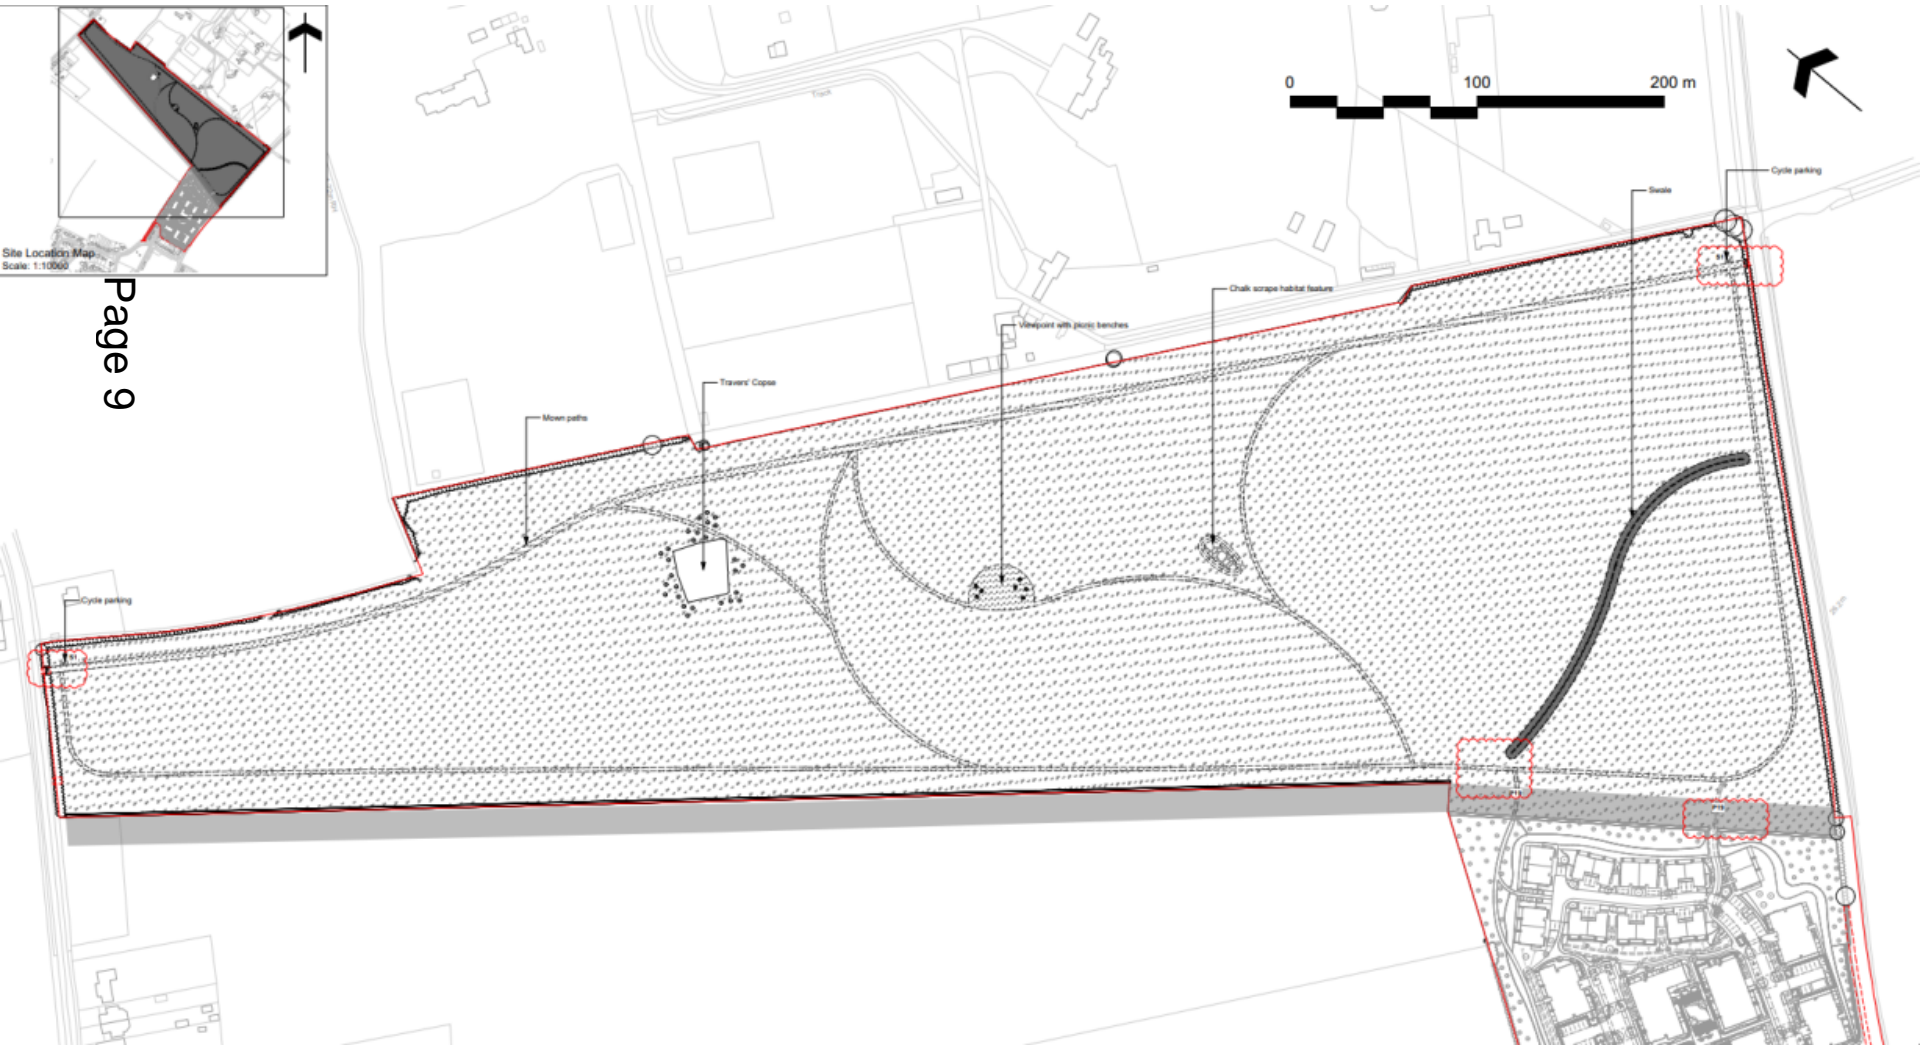 Site Location Map
Scale: 1:10000
Page 9
0 100 200 m
Track
Cycle parking
Swale
Chalk scrape habitat feature
Viewpoint with picnic benches
Travers' Copse
Mown paths
Cycle parking